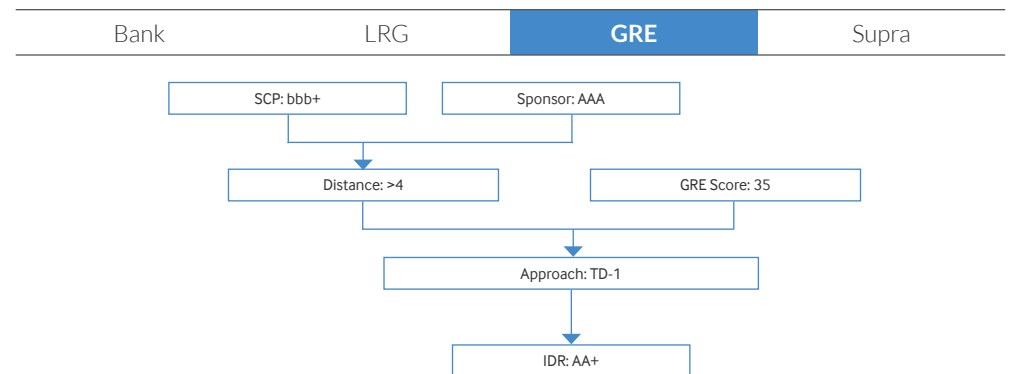 Bank LRG GRE Supra
SCP: bbb+ Sponsor: AAA
Distance: >4 GRE Score: 35
Approach: TD-1
IDR: AA+